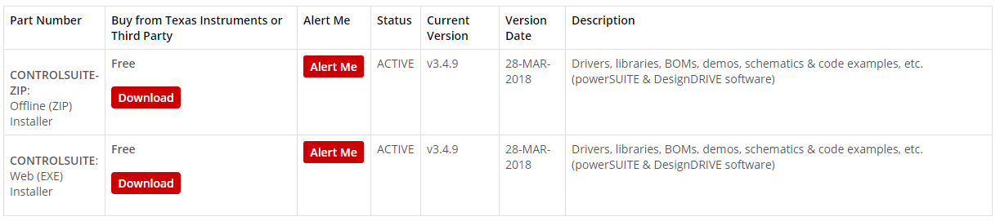 Part Number
Buy from Texas Instruments or
Third Party
Alert Me
Status
Current
Version
Version
Date
Description
CONTROLSUITE-
ZIP:
Offline (ZIP)
Installer
Free
Download
Alert Me
ACTIVE
v3.4.9
28-MAR-
2018
Drivers, libraries, BOMs, demos, schematics & code examples, etc.
(powerSUITE & DesignDRIVE software)
CONTROLSUITE:
Web (EXE)
Installer
Free
Download
Alert Me
ACTIVE
v3.4.9
28-MAR-
2018
Drivers, libraries, BOMs, demos, schematics & code examples, etc.
(powerSUITE & DesignDRIVE software)